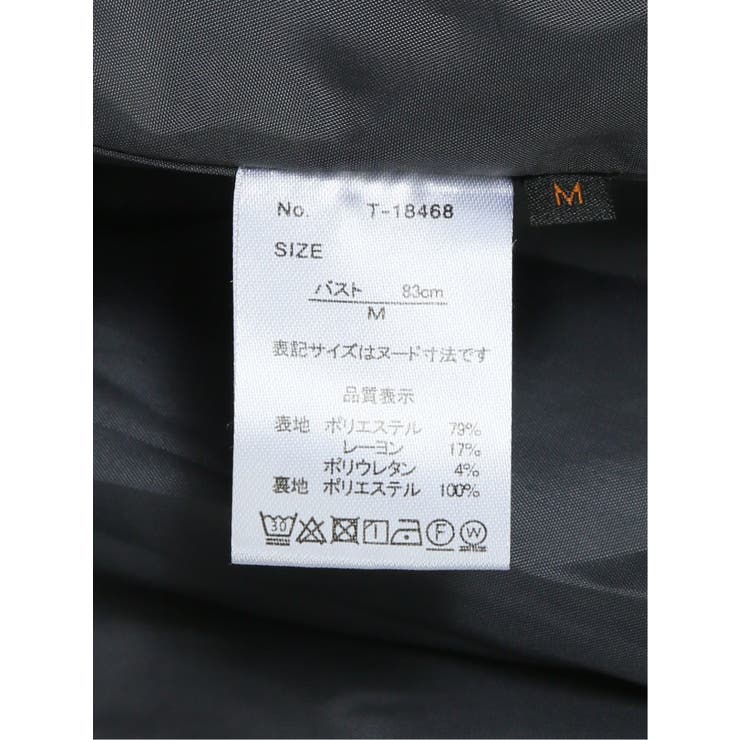 No. T-18468
SIZE
バスト 83cm
M
表記サイズはヌード寸法です
品質表示
表地 ポリエステル 79%
レーヨン 17%
ポリウレタン 4%
裏地 ポリエステル 100%
30 F W
M